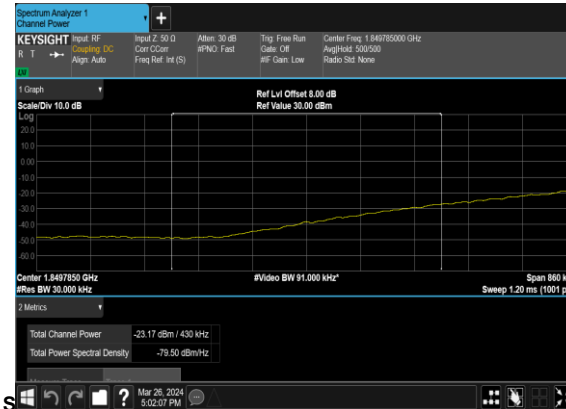 Spectrum Analyzer 1
Channel Power
+
KEYSIGHT Input: RF Input Z: 50 Ω Atten: 30 dB Trig: Free Run Center Freq: 1.849785000 GHz
R T Coupling: DC Corr CCorr #PNO: Fast Gate: Off Avg|Hold: 500/500
Align: Auto Freq Ref: Int (S) #IF Gain: Low Radio Std: None
1 Graph Ref Lvl Offset 8.00 dB
Scale/Div 10.0 dB Ref Value 30.00 dBm
Log
20.0
10.0
0.00
-10.0
-20.0
-30.0
-40.0
-50.0
-60.0
Center 1.8497850 GHz #Video BW 91.000 kHz* Span 860 k
#Res BW 30.000 kHz Sweep 1.20 ms (1001 p
2 Metrics
Total Channel Power -23.17 dBm / 430 kHz
Total Power Spectral Density -79.50 dBm/Hz
S ? Mar 26, 2024
5:02:07 PM